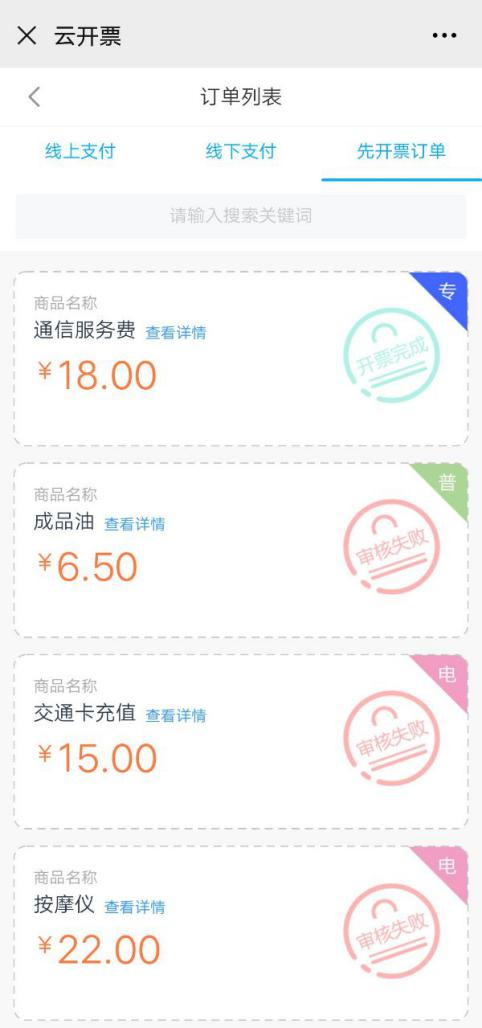 云开票
订单列表
线上支付 线下支付 先开票订单
请输入搜索关键词
专
商品名称
通信服务费 查看详情
¥18.00
开票完成
普
商品名称
成品油 查看详情
¥6.50
审核失败
电
商品名称
交通卡充值 查看详情
¥15.00
审核失败
电
商品名称
按摩仪 查看详情
¥22.00
审核失败